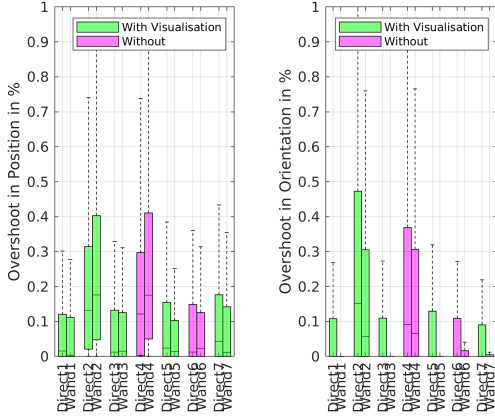 1
0.9
0.8
0.7
0.6
0.5
0.4
0.3
0.2
0.1
0
Overshoot in Position in %
With Visualisation
Without
Direct1
Wand1
Direct2
Wand2
Direct3
Wand3
Direct4
Wand4
Direct5
Wand5
Direct6
Wand6
Direct7
Wand7
1
0.9
0.8
0.7
0.6
0.5
0.4
0.3
0.2
0.1
0
Overshoot in Orientation in %
With Visualisation
Without
Direct1
Wand1
Direct2
Wand2
Direct3
Wand3
Direct4
Wand4
Direct5
Wand5
Direct6
Wand6
Direct7
Wand7